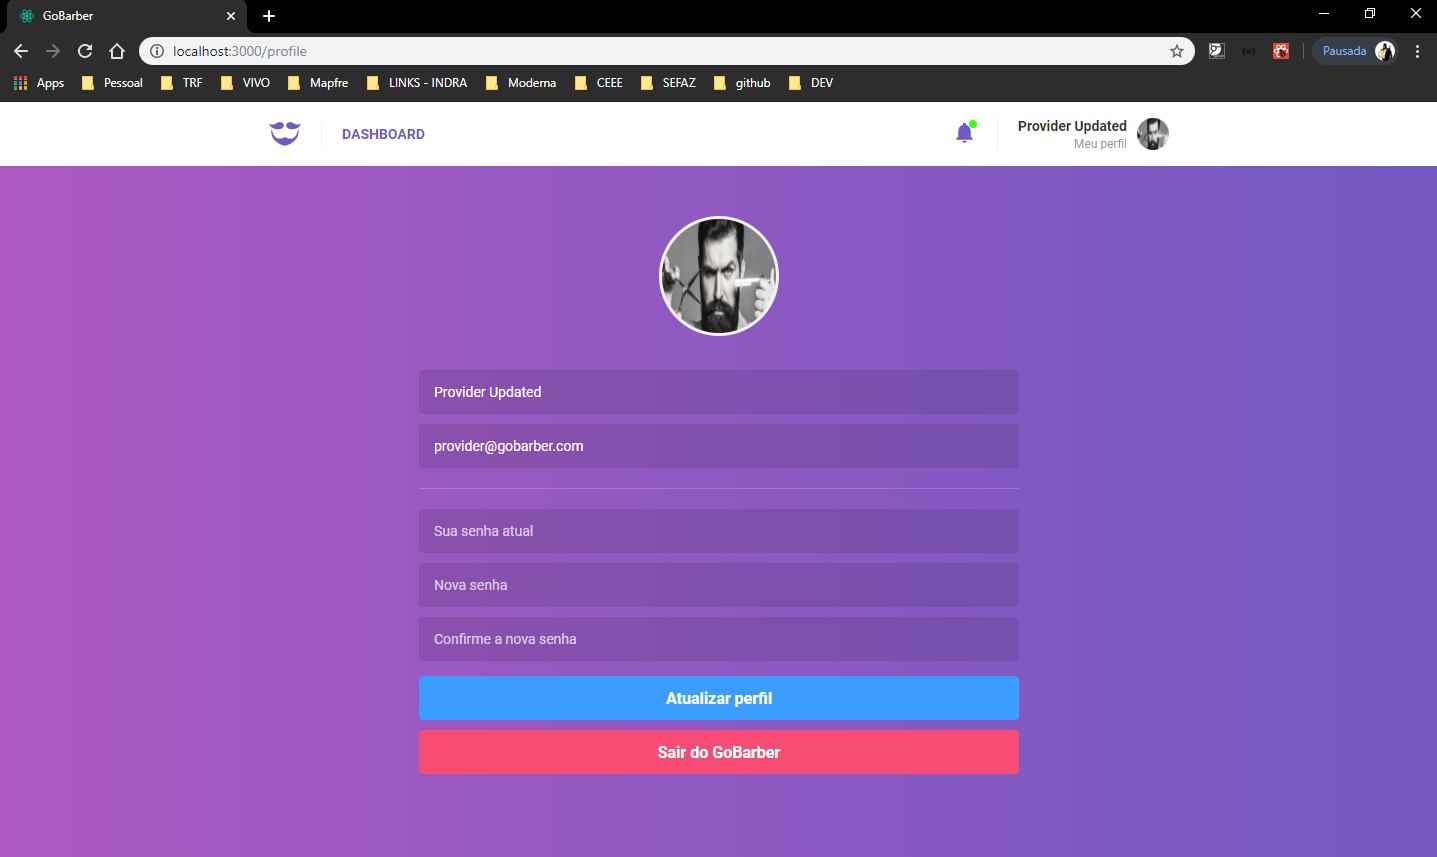 GoBarber
localhost:3000/profile
Pausada
Apps Pessoal TRF VIVO Mapfre LINKS - INDRA Moderna CEEE SEFAZ github DEV
DASHBOARD
Provider Updated
Meu perfil
Provider Updated
provider@gobarber.com
Sua senha atual
Nova senha
Confirme a nova senha
Atualizar perfil
Sair do GoBarber